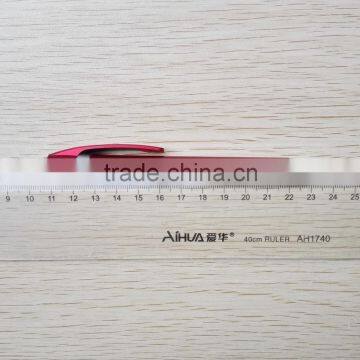 trade.china.cn
9 10 11 12 13 14 15 16 17 18 19 20 21 22 23 24 25
AIHUA 爱华® 40cm RULER AH1740